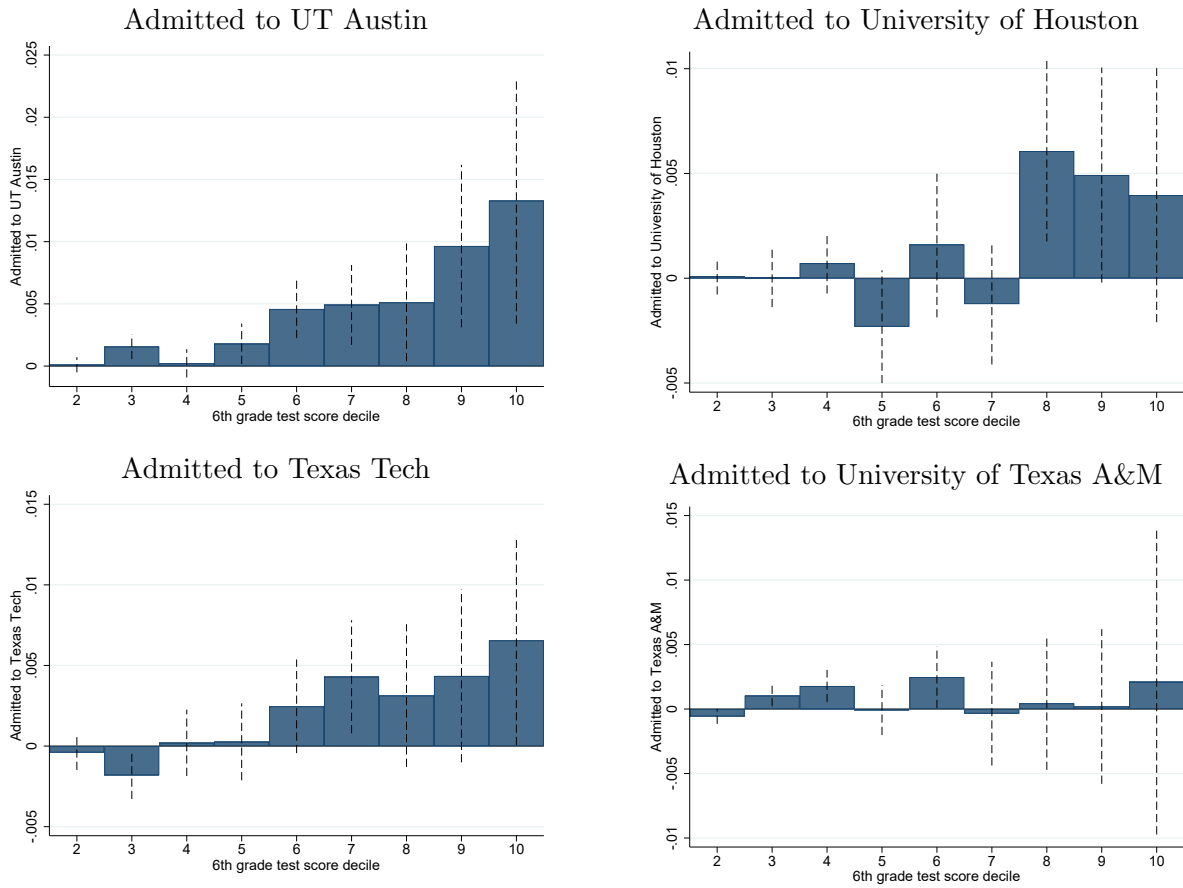 Admitted to UT Austin
Admitted to UT Austin
.025
.02
.015
.01
.005
0
2 3 4 5 6 7 8 9 10
6th grade test score decile
Admitted to University of Houston
Admitted to University of Houston
.01
.005
0
-.005
2 3 4 5 6 7 8 9 10
6th grade test score decile
Admitted to Texas Tech
Admitted to Texas Tech
.015
.01
.005
0
-.005
2 3 4 5 6 7 8 9 10
6th grade test score decile
Admitted to University of Texas A&M
Admitted to Texas A&M
.015
.01
.005
0
-.005
-.01
2 3 4 5 6 7 8 9 10
6th grade test score decile